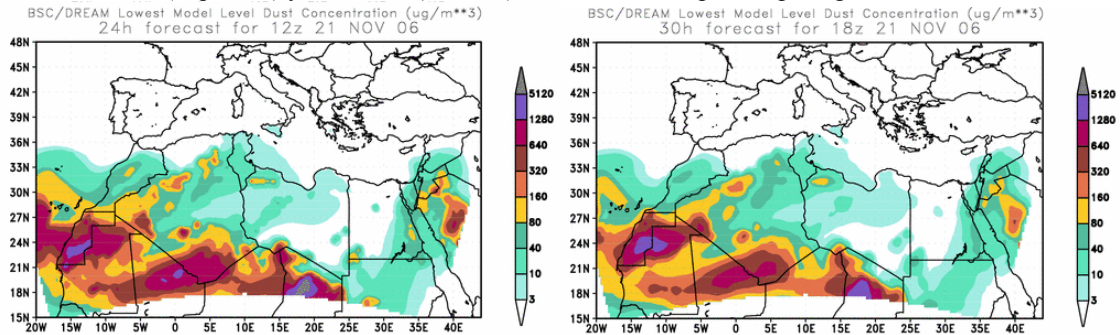 BSC/DREAM Lowest Model Level Dust Concentration (ug/m**3)
24h forecast for 12z 21 NOV 06
48N
45N
42N
39N
36N
33N
30N
27N
24N
21N
18N
15N
20W 15W 10W 5W 0 5E 10E 15E 20E 25E 30E 35E 40E
5120
1280
640
320
160
80
40
10
3
BSC/DREAM Lowest Model Level Dust Concentration (ug/m**3)
30h forecast for 18z 21 NOV 06
48N
45N
42N
39N
36N
33N
30N
27N
24N
21N
18N
15N
20W 15W 10W 5W 0 5E 10E 15E 20E 25E 30E 35E 40E
5120
1280
640
320
160
80
40
10
3